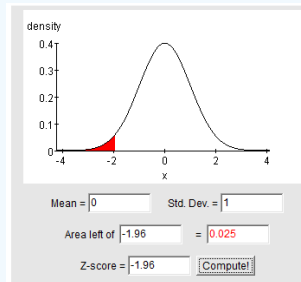 density
0.4
0.3
0.2
0.1
0
-4 -2 0 2 4
x
Mean = 0 Std. Dev. = 1
Area left of -1.96 = 0.025
Z-score = -1.96 Compute!